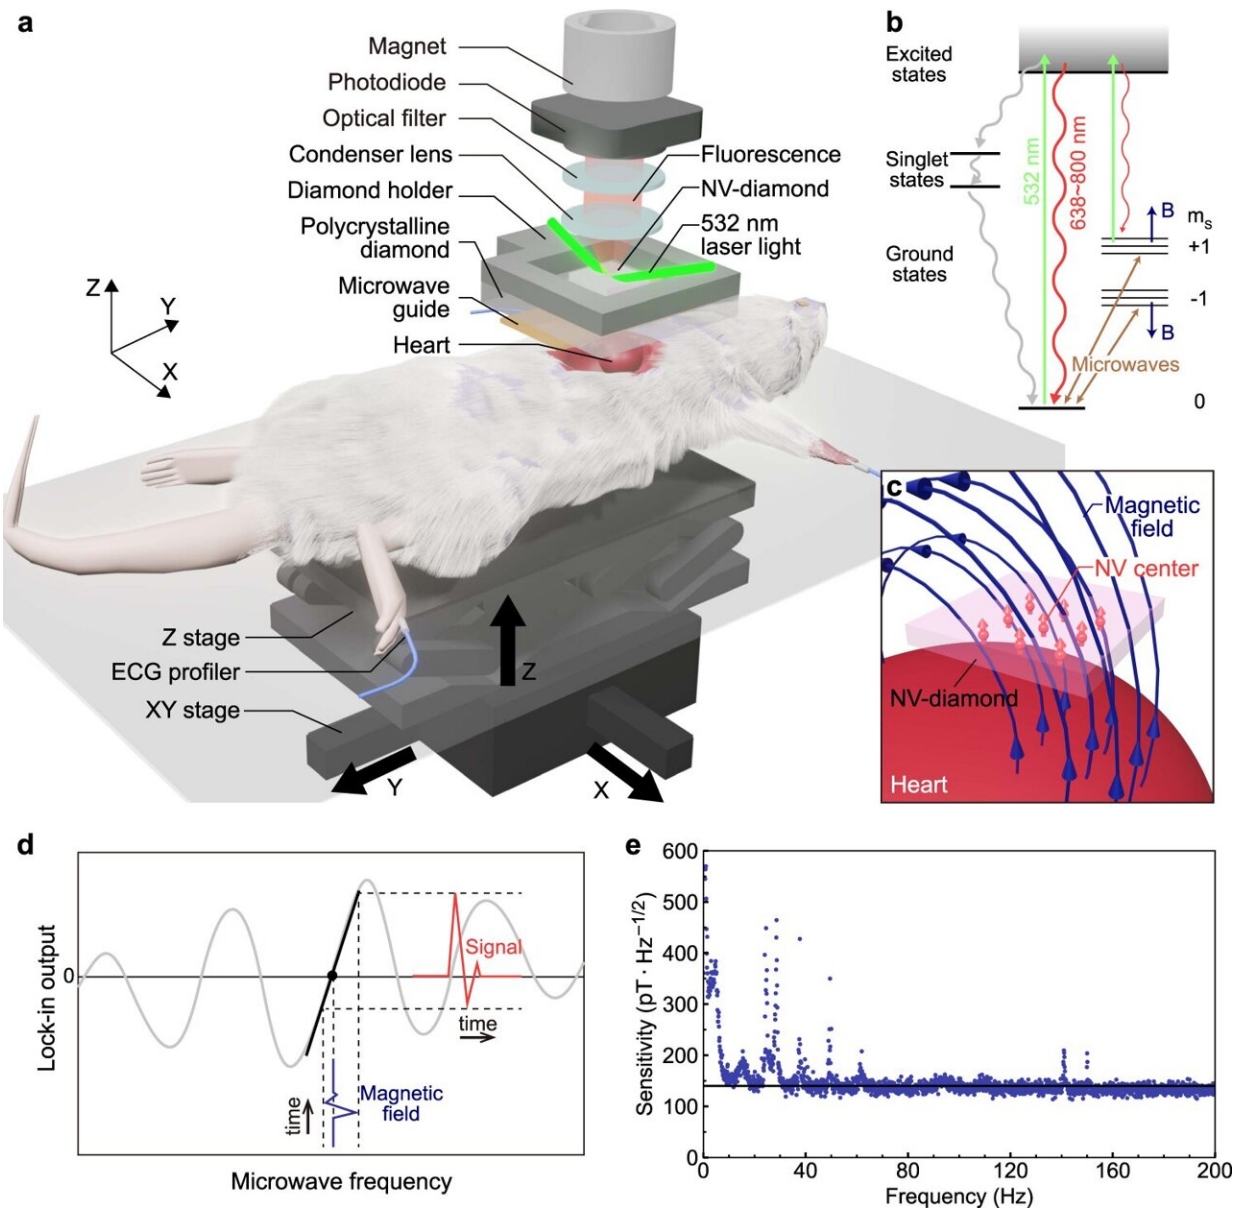 a
Magnet
Photodiode
Optical filter
Condenser lens
Diamond holder
Polycrystalline
diamond
Microwave
guide
Heart
Fluorescence
NV-diamond
532 nm
laser light
Z
Y
X
Z stage
ECG profiler
XY stage
Z
Y
X
b
Excited
states
Singlet
states
Ground
states
532 nm
638~800 nm
B
mₛ
+1
-1
B
Microwaves
0
c
Magnetic
field
NV center
NV-diamond
Heart
d
Lock-in output
0
Signal
time
time
Magnetic
field
Microwave frequency
e
Sensitivity (pT · Hz⁻¹/²)
600
500
400
300
200
100
0
0 40 80 120 160 200
Frequency (Hz)